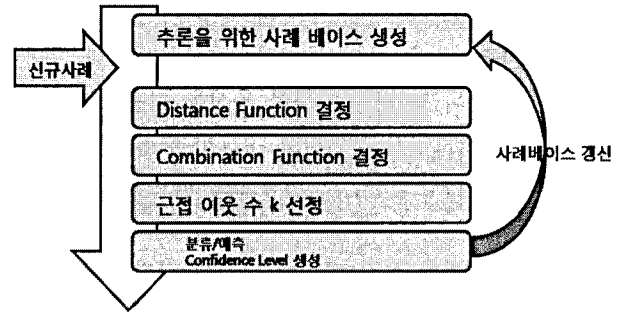 추론을 위한 사례 베이스 생성
신규사례
Distance Function 결정
Combination Function 결정
사례베이스 갱신
근접 이웃 수 k 선정
분류/예측
Confidence Level 생성